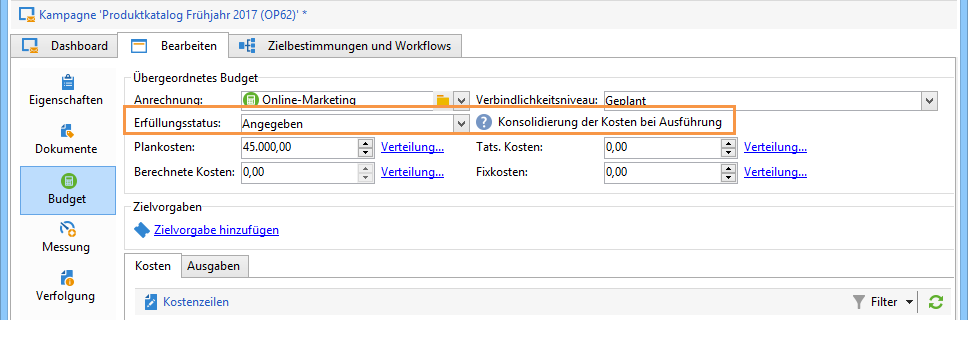 Kampagne 'Produktkatalog Frühjahr 2017 (OP62)' *
Dashboard Bearbeiten Zielbestimmungen und Workflows
Eigenschaften
Dokumente
Budget
Messung
Verfolgung
Übergeordnetes Budget
Anrechnung: Online-Marketing Verbindlichkeitsniveau: Geplant
Erfüllungsstatus: Angegeben ? Konsolidierung der Kosten bei Ausführung
Plankosten: 45.000,00 Verteilung... Tats. Kosten: 0,00 Verteilung...
Berechnete Kosten: 0,00 Verteilung... Fixkosten: 0,00 Verteilung...
Zielvorgaben
Zielvorgabe hinzufügen
Kosten Ausgaben
Kostenzeilen Filter